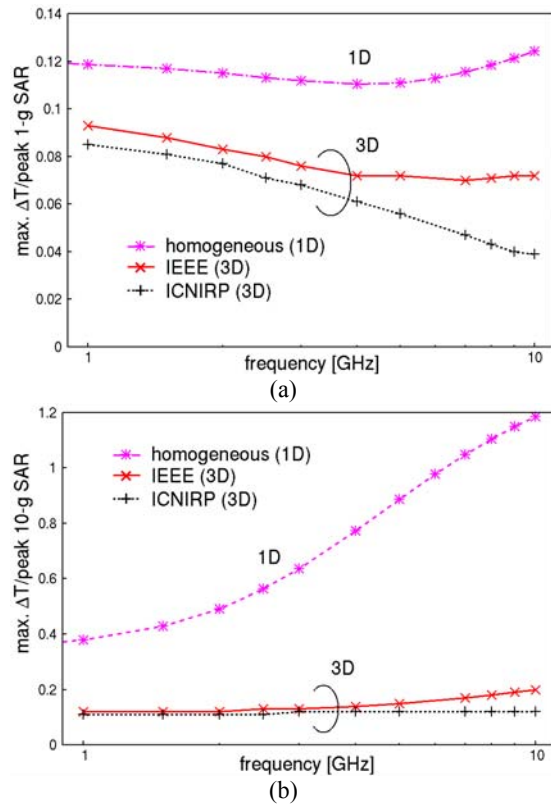 0.14
0.12
0.1
0.08
0.06
0.04
0.02
0
max. ΔT/peak 1-g SAR
1D
3D
homogeneous (1D)
IEEE (3D)
ICNIRP (3D)
1
10
frequency [GHz]
(a)
1.2
1
0.8
0.6
0.4
0.2
0
max. ΔT/peak 10-g SAR
homogeneous (1D)
IEEE (3D)
ICNIRP (3D)
1D
3D
1
10
frequency [GHz]
(b)